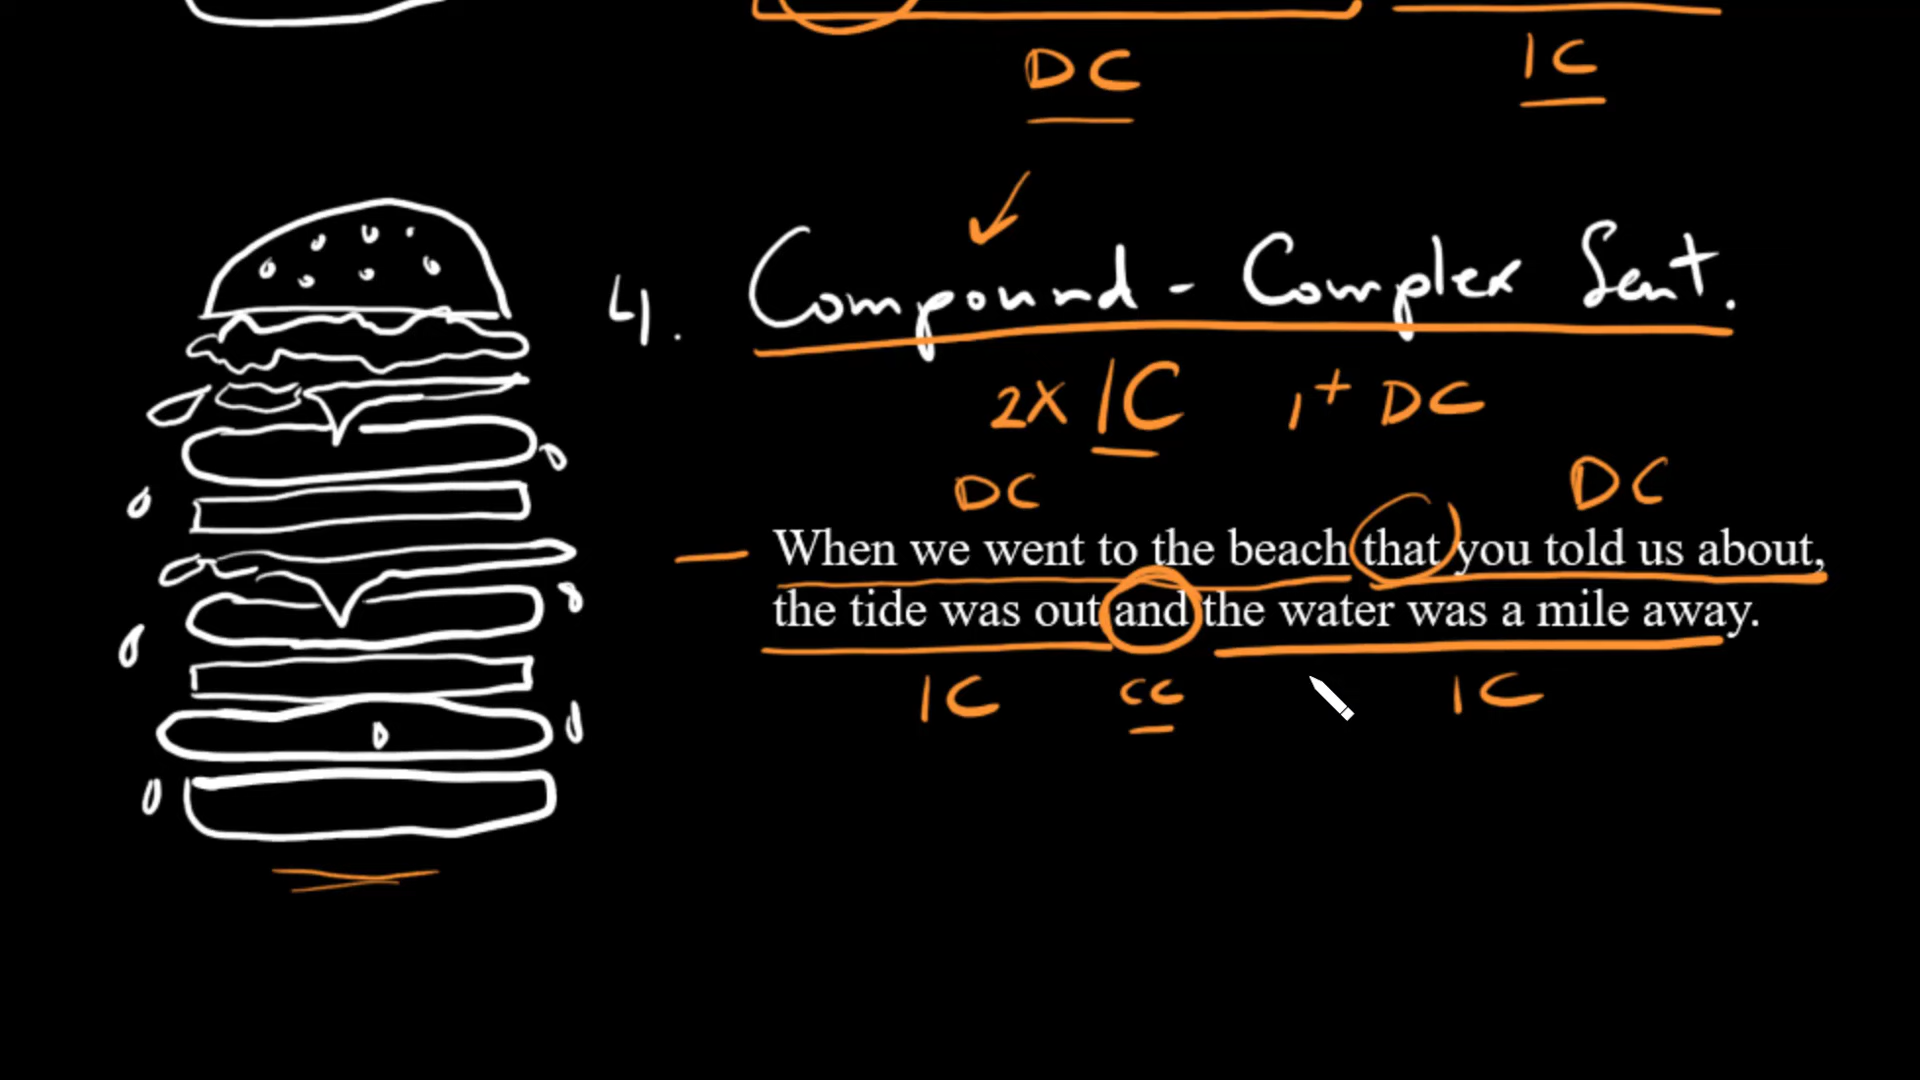 DC
IC
4. Compound - Complex Sent.
2x IC 1+ DC
DC DC
When we went to the beach that you told us about,
the tide was out and the water was a mile away.
IC cc IC